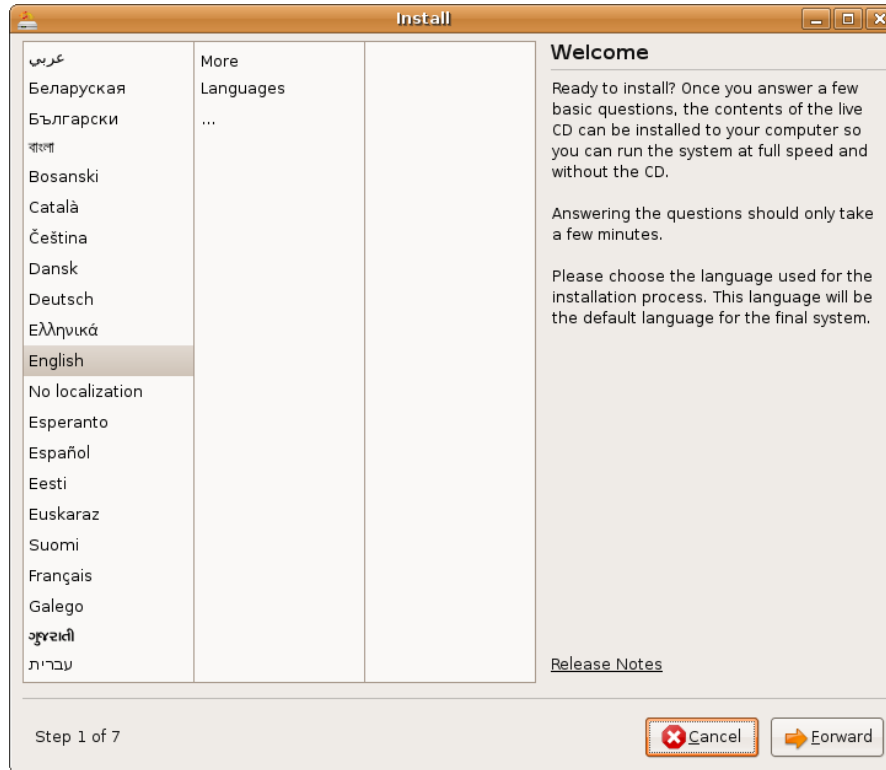 Install
عربي
Беларуская
Български
বাংলা
Bosanski
Català
Čeština
Dansk
Deutsch
Ελληνικά
English
No localization
Esperanto
Español
Eesti
Euskaraz
Suomi
Français
Galego
ગુજરાતી
עברית
More
Languages
...
Welcome
Ready to install? Once you answer a few
basic questions, the contents of the live
CD can be installed to your computer so
you can run the system at full speed and
without the CD.
Answering the questions should only take
a few minutes.
Please choose the language used for the
installation process. This language will be
the default language for the final system.
Release Notes
Step 1 of 7
Cancel
Forward